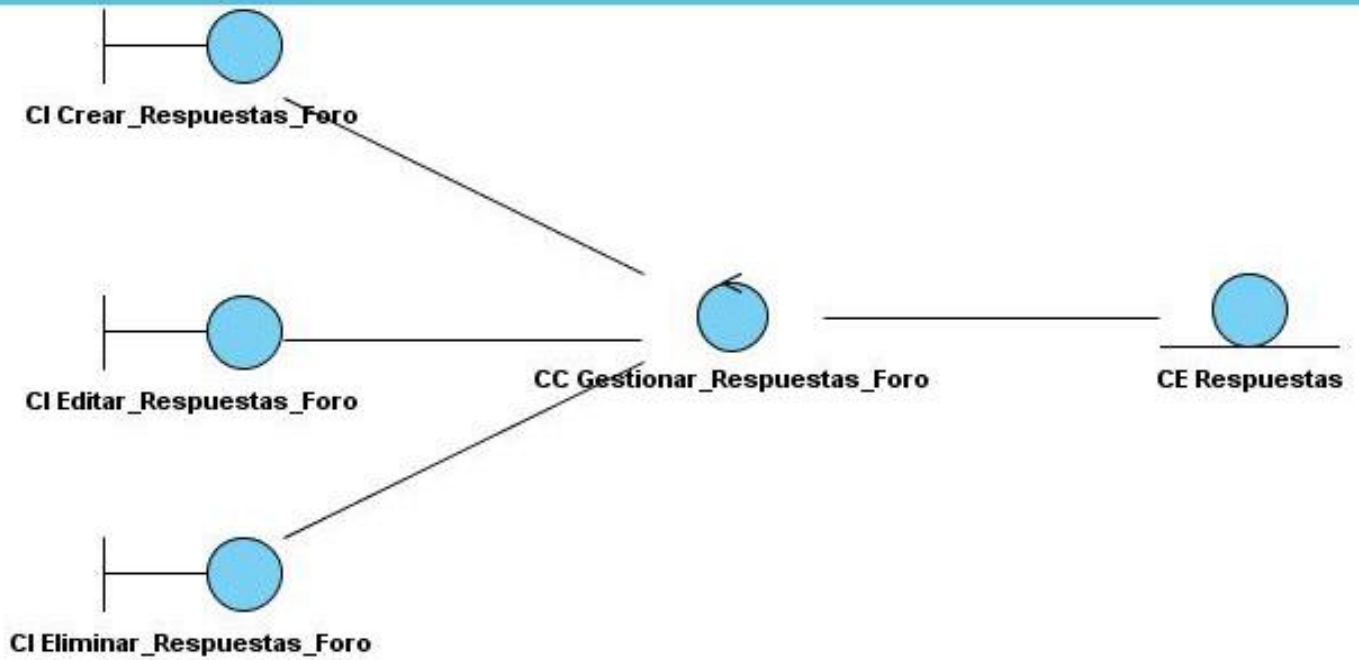 CI Crear_Respuestas_Foro
CI Editar_Respuestas_Foro
CC Gestionar_Respuestas_Foro
CE Respuestas
CI Eliminar_Respuestas_Foro